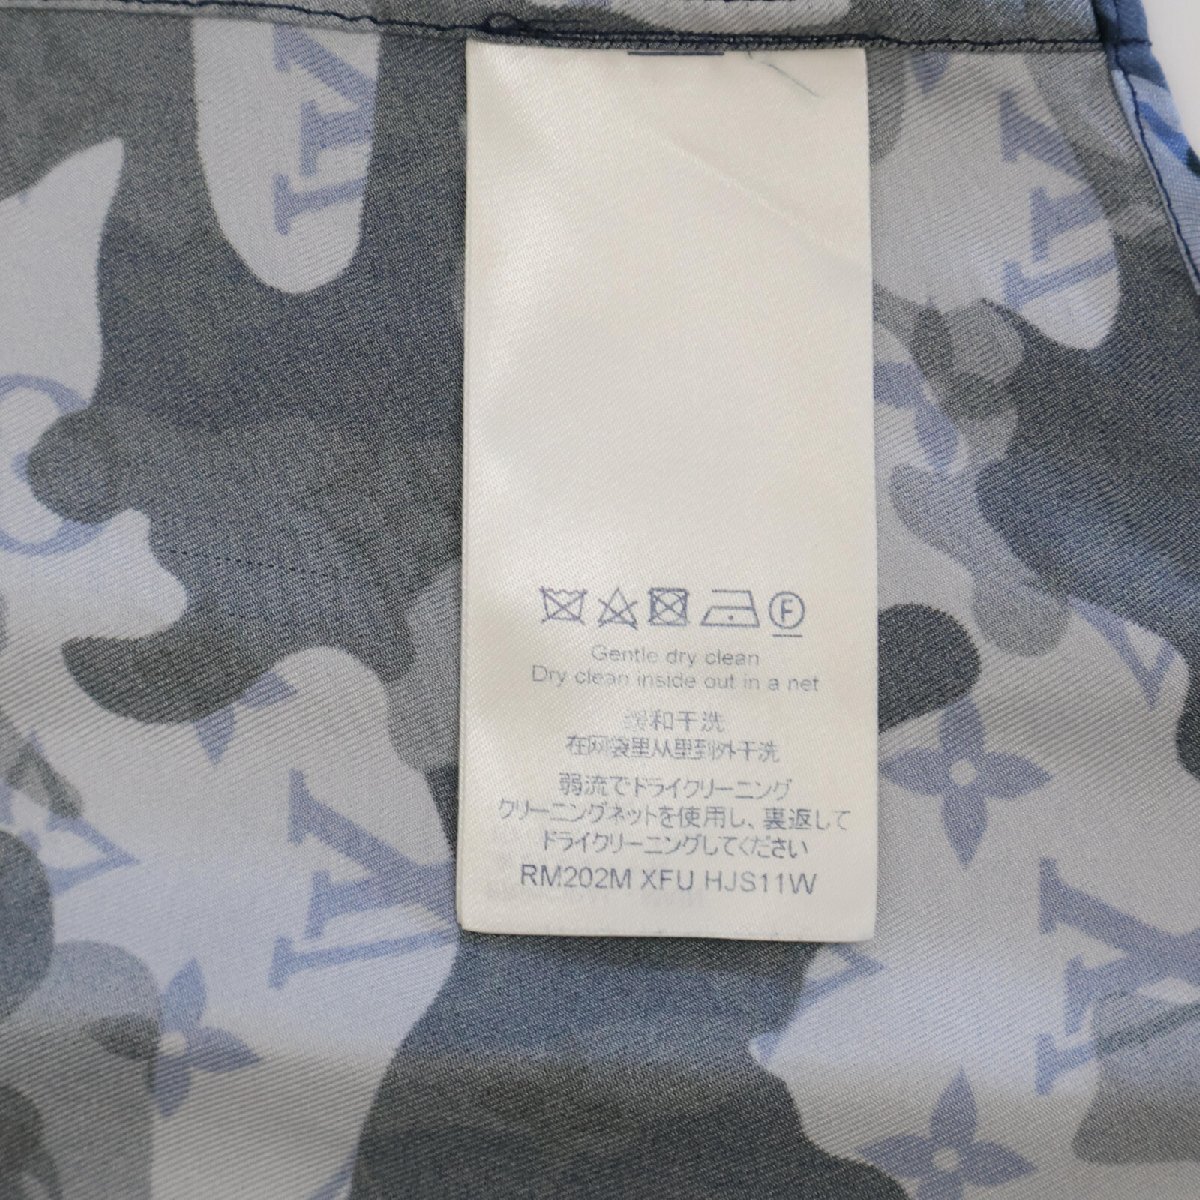 F
Gentle dry clean
Dry clean inside out in a net
缓和干洗
在网袋里从里到外干洗
弱流でドライクリーニング
クリーニングネットを使用し、裏返して
ドライクリーニングしてください
RM202M XFU HJS11W